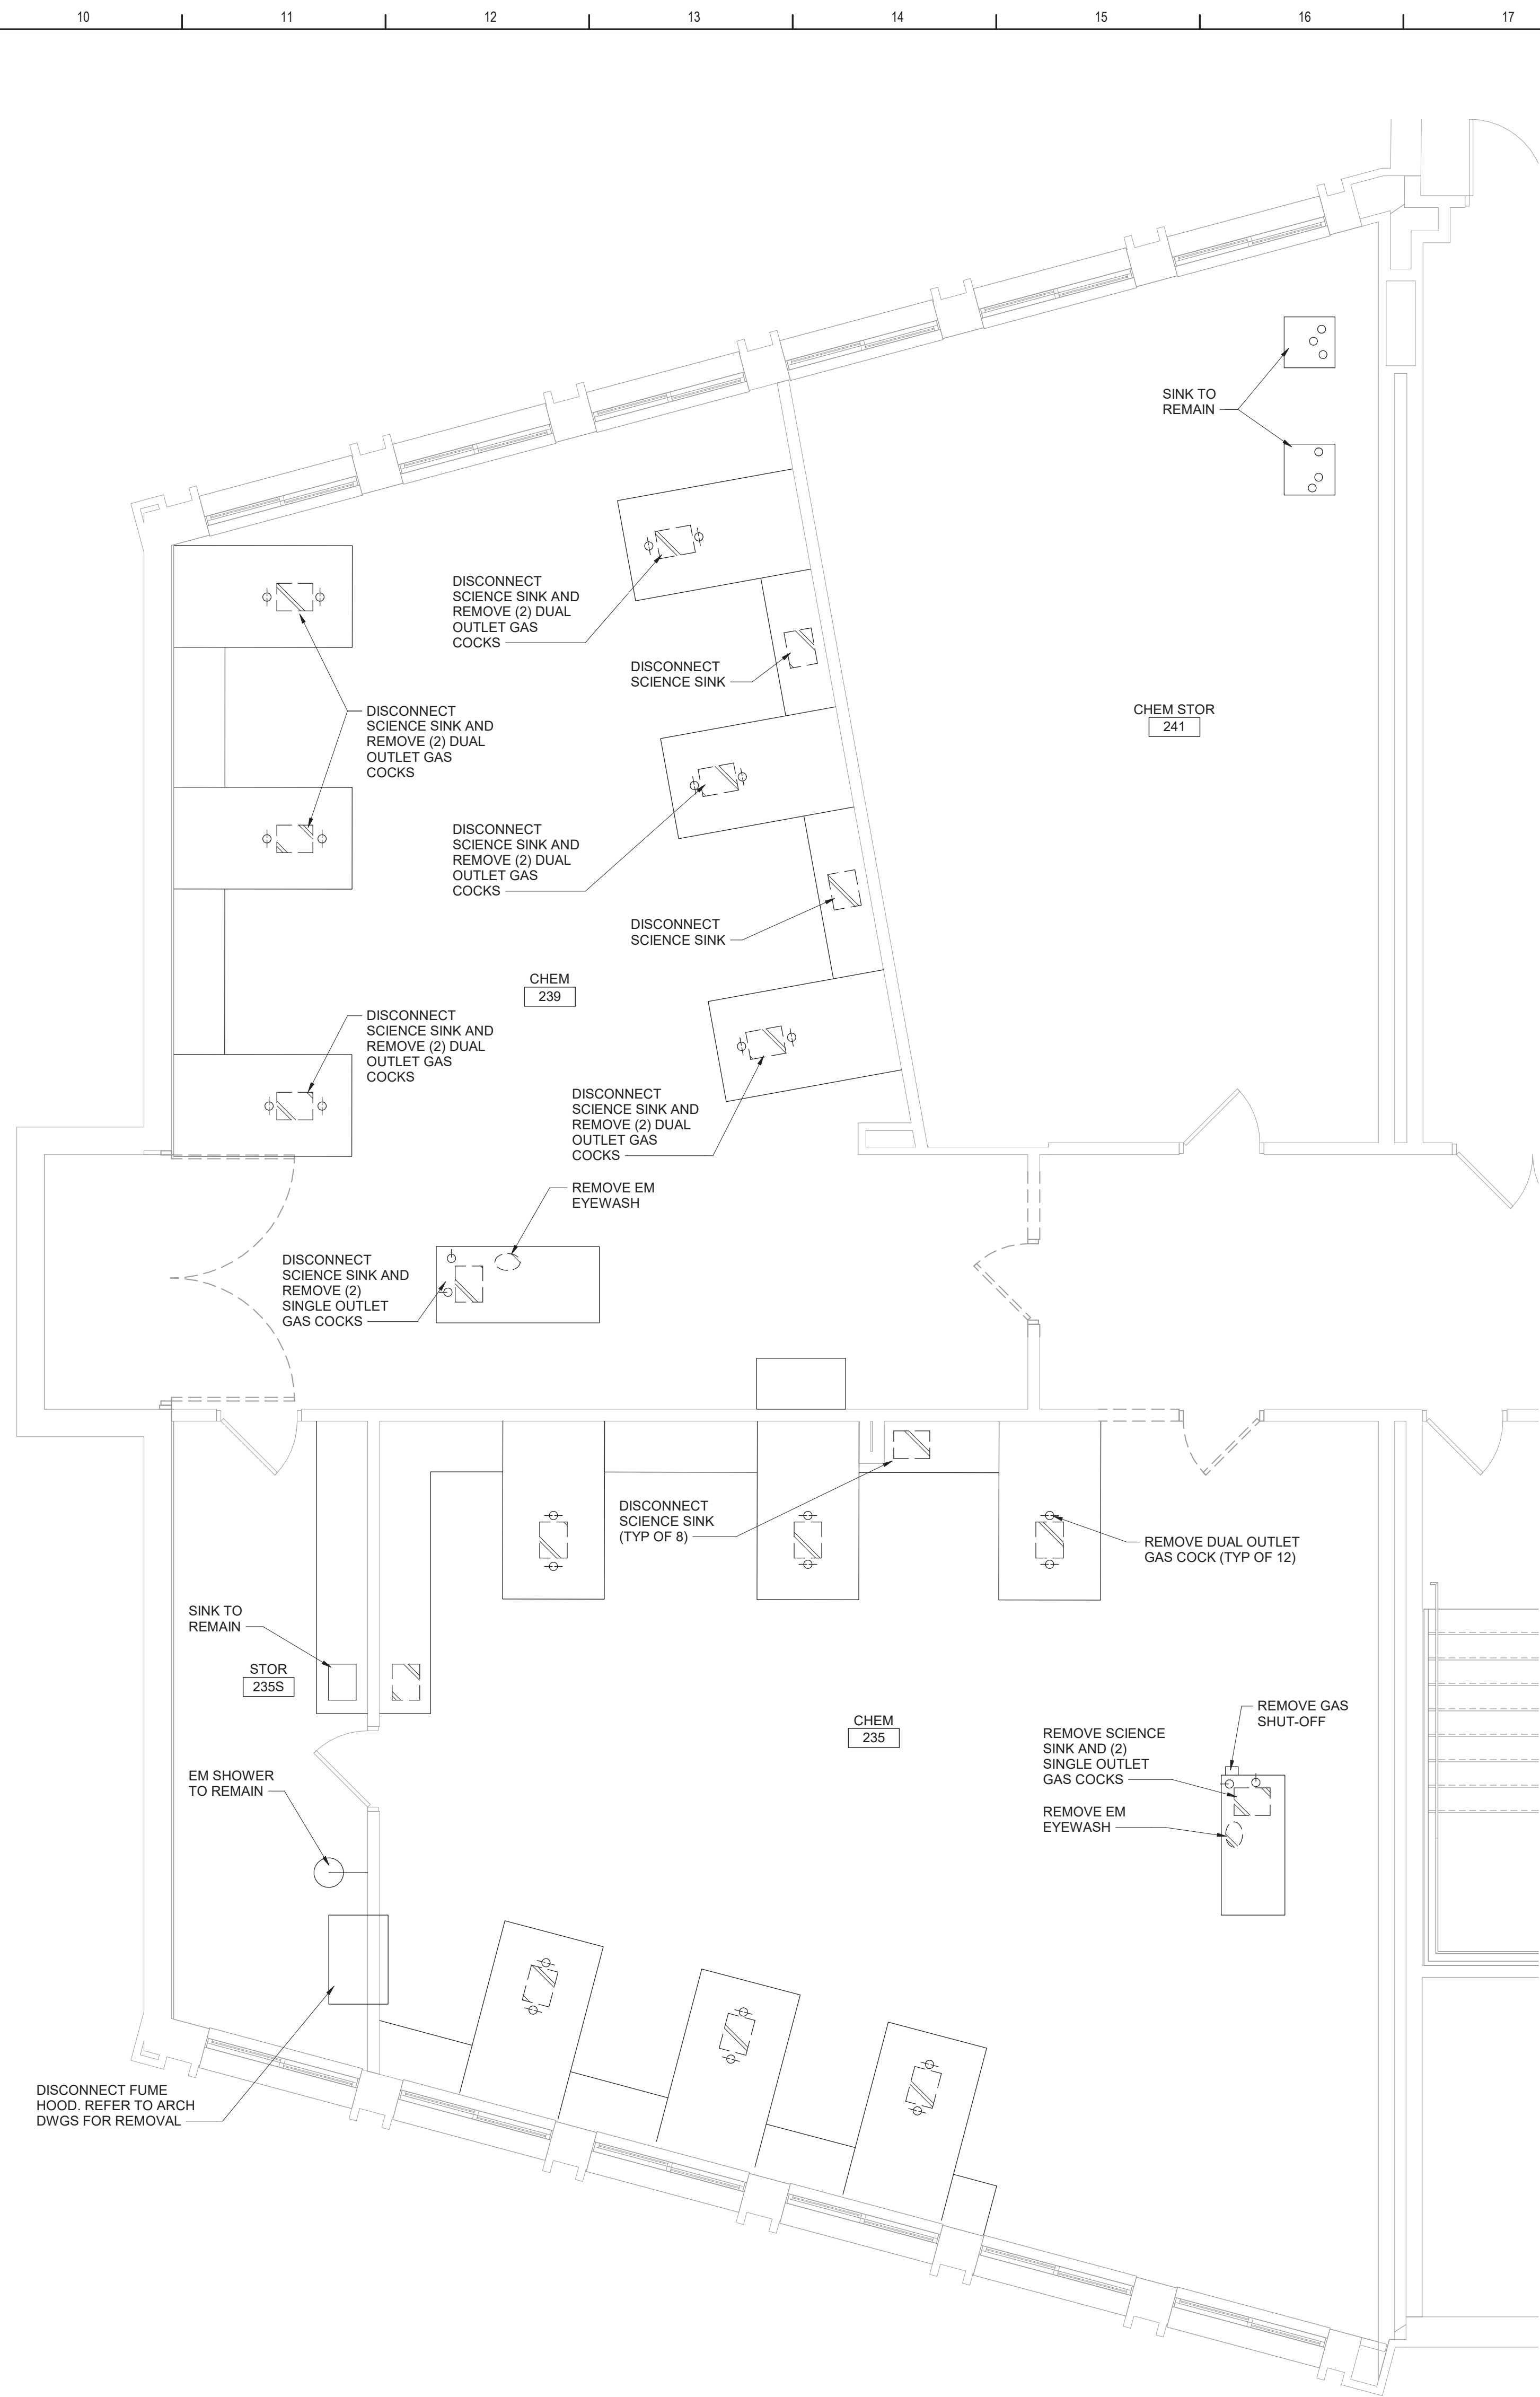 10
11
12
13
14
15
16
17
SINK TO
REMAIN
DISCONNECT
SCIENCE SINK AND
REMOVE (2) DUAL
OUTLET GAS
COCKS
DISCONNECT
SCIENCE SINK
DISCONNECT
SCIENCE SINK AND
REMOVE (2) DUAL
OUTLET GAS
COCKS
CHEM STOR
241
DISCONNECT
SCIENCE SINK AND
REMOVE (2) DUAL
OUTLET GAS
COCKS
DISCONNECT
SCIENCE SINK
CHEM
239
DISCONNECT
SCIENCE SINK AND
REMOVE (2) DUAL
OUTLET GAS
COCKS
DISCONNECT
SCIENCE SINK AND
REMOVE (2) DUAL
OUTLET GAS
COCKS
REMOVE EM
EYEWASH
DISCONNECT
SCIENCE SINK AND
REMOVE (2)
SINGLE OUTLET
GAS COCKS
DISCONNECT
SCIENCE SINK
(TYP OF 8)
REMOVE DUAL OUTLET
GAS COCK (TYP OF 12)
SINK TO
REMAIN
STOR
235S
CHEM
235
REMOVE GAS
SHUT-OFF
REMOVE SCIENCE
SINK AND (2)
SINGLE OUTLET
GAS COCKS
REMOVE EM
EYEWASH
EM SHOWER
TO REMAIN
DISCONNECT FUME
HOOD. REFER TO ARCH
DWGS FOR REMOVAL